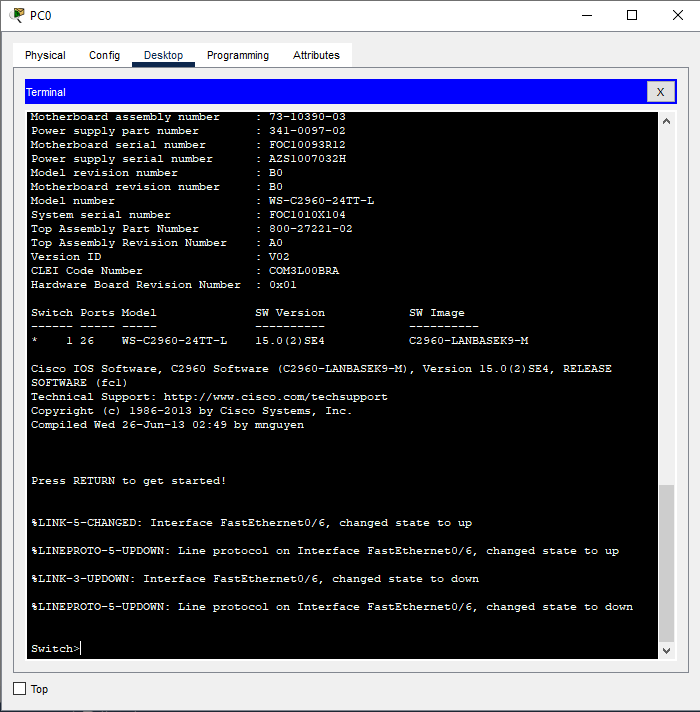 PC0
Physical Config Desktop Programming Attributes
Terminal X
Motherboard assembly number : 73-10390-03
Power supply part number : 341-0097-02
Motherboard serial number : FOC10093R12
Power supply serial number : AZS1007032H
Model revision number : B0
Motherboard revision number : B0
Model number : WS-C2960-24TT-L
System serial number : FOC1010X104
Top Assembly Part Number : 800-27221-02
Top Assembly Revision Number : A0
Version ID : V02
CLEI Code Number : COM3L00BRA
Hardware Board Revision Number : 0x01
Switch Ports Model SW Version SW Image
------ ----- ----- ---------- ----------
* 1 26 WS-C2960-24TT-L 15.0(2)SE4 C2960-LANBASEK9-M
Cisco IOS Software, C2960 Software (C2960-LANBASEK9-M), Version 15.0(2)SE4, RELEASE
SOFTWARE (fc1)
Technical Support: http://www.cisco.com/techsupport
Copyright (c) 1986-2013 by Cisco Systems, Inc.
Compiled Wed 26-Jun-13 02:49 by mnguyen
Press RETURN to get started!
%LINK-5-CHANGED: Interface FastEthernet0/6, changed state to up
%LINEPROTO-5-UPDOWN: Line protocol on Interface FastEthernet0/6, changed state to up
%LINK-3-UPDOWN: Interface FastEthernet0/6, changed state to down
%LINEPROTO-5-UPDOWN: Line protocol on Interface FastEthernet0/6, changed state to down
Switch>
Top